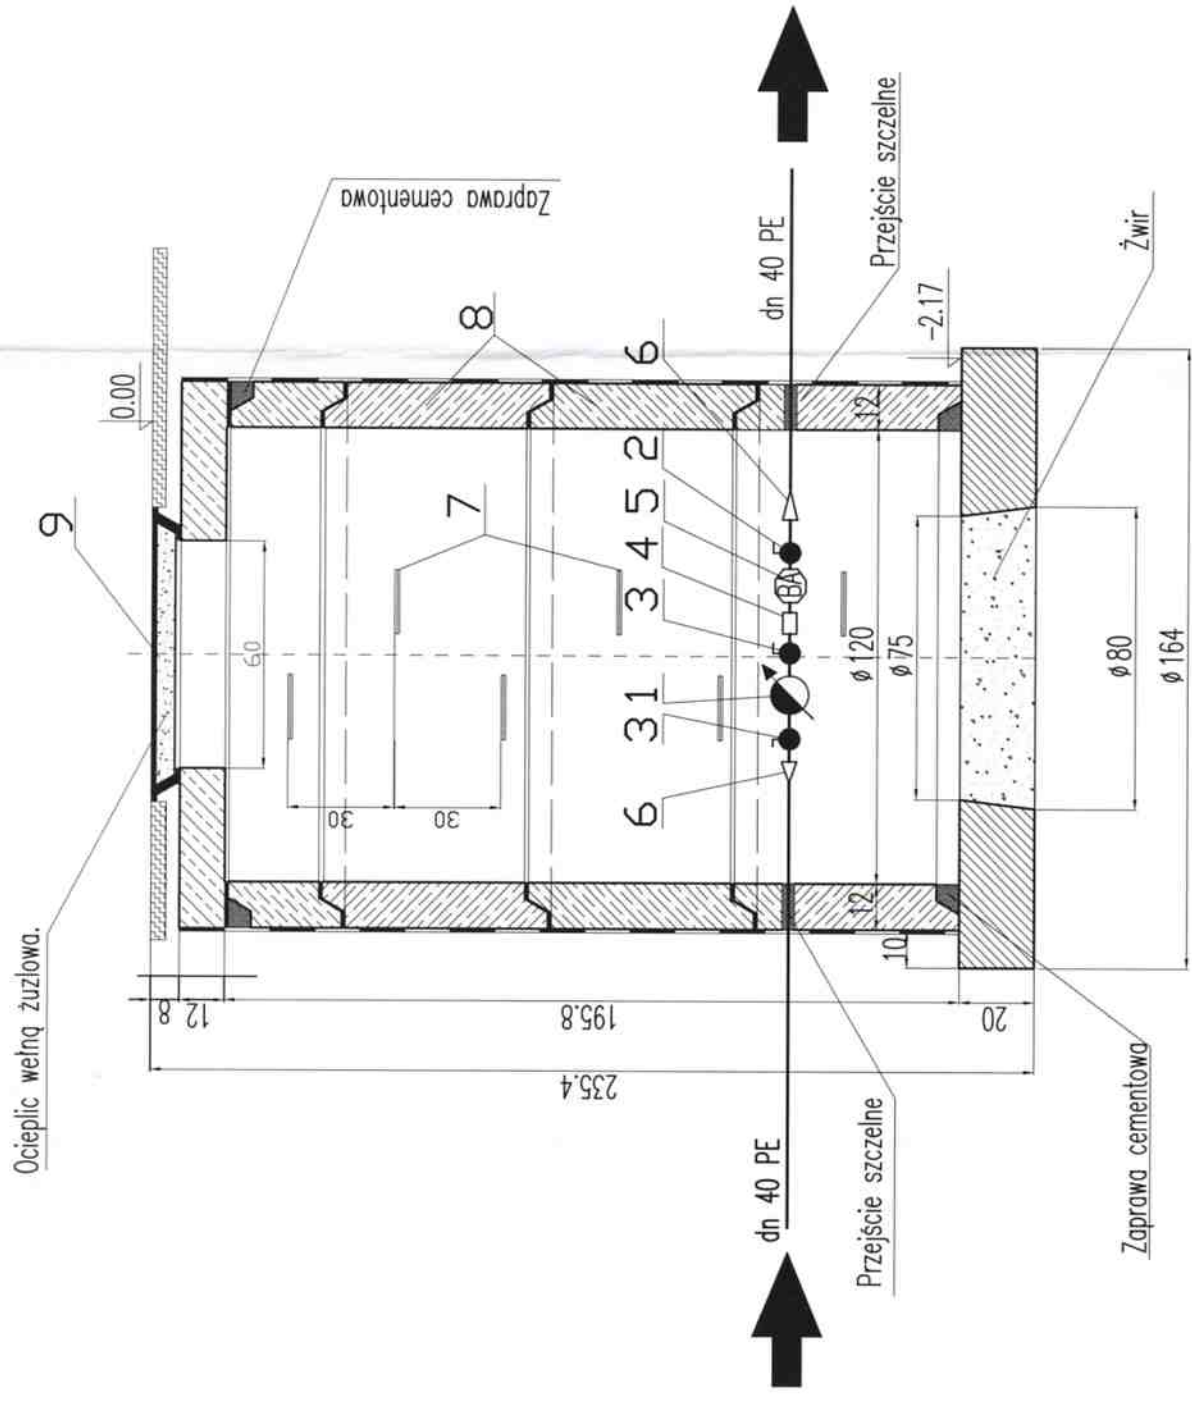 Ocieplic wełną żużlowa.
9
0.00
Zaprawa cementowa
8
7
60
30
30
6
3
1
3
4
5
2
6
BA
dn 40 PE
dn 40 PE
Przejście szczelne
Przejście szczelne
-2.17
Żwir
12
12
10
ø120
ø75
ø80
ø164
8
12
195.8
20
235.4
Zaprawa cementowa